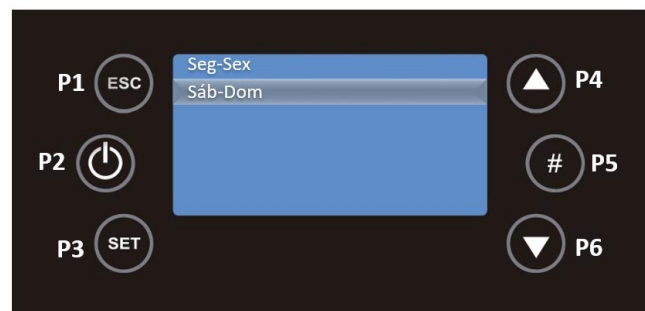 Seg-Sex
Sáb-Dom
P1 ESC
P4
P2
# P5
P3 SET
P6